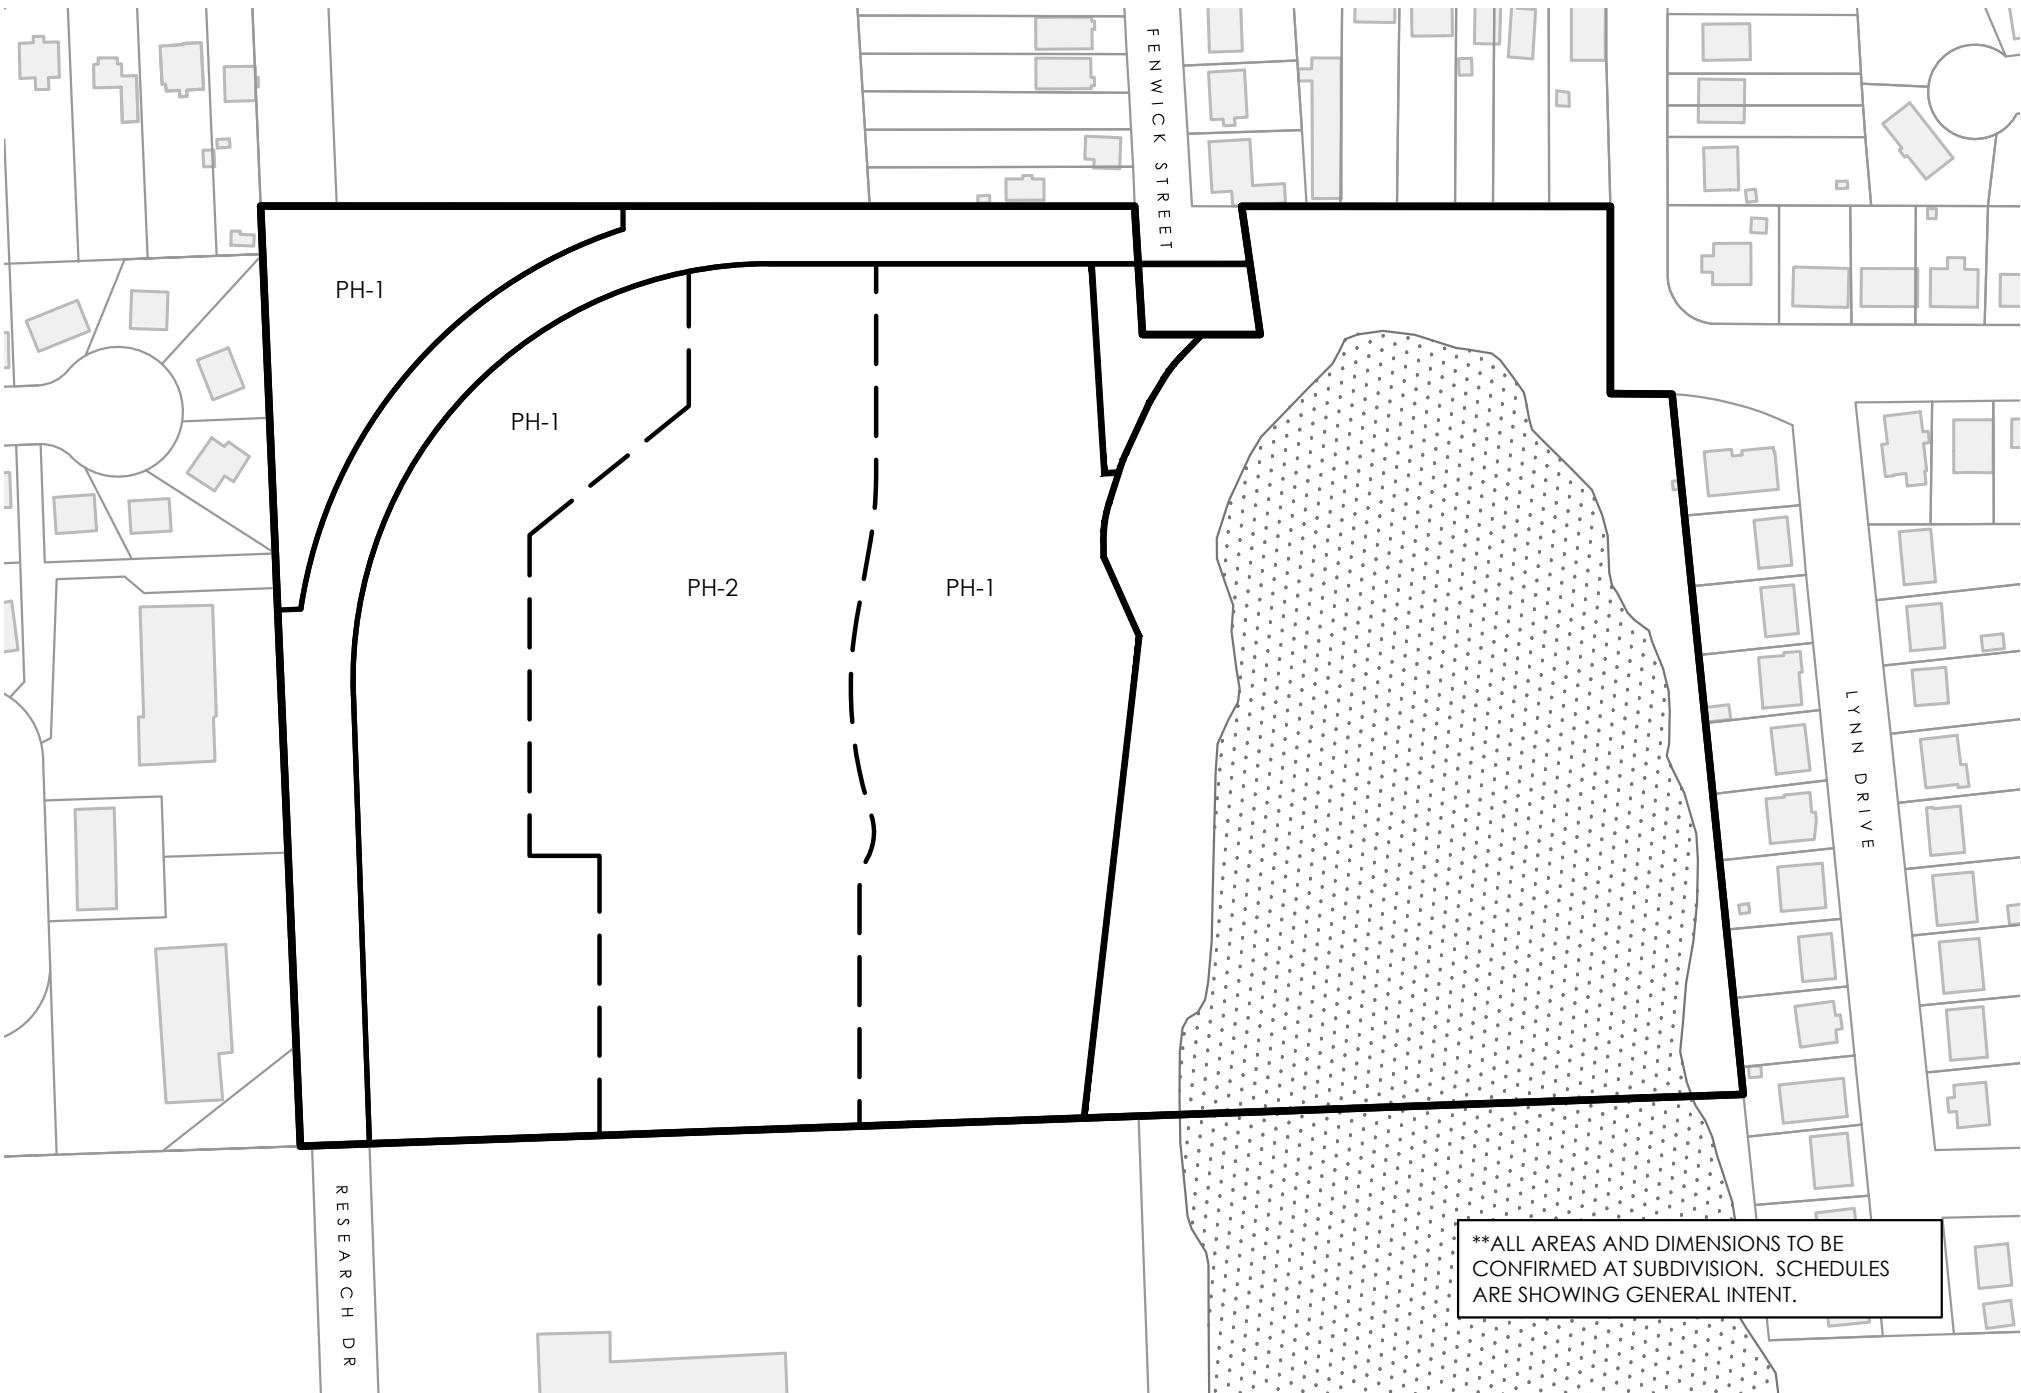 FENWICK STREET
PH-1
PH-1
PH-2
PH-1
LYNN DRIVE
RESEARCH DR
**ALL AREAS AND DIMENSIONS TO BE
CONFIRMED AT SUBDIVISION. SCHEDULES
ARE SHOWING GENERAL INTENT.